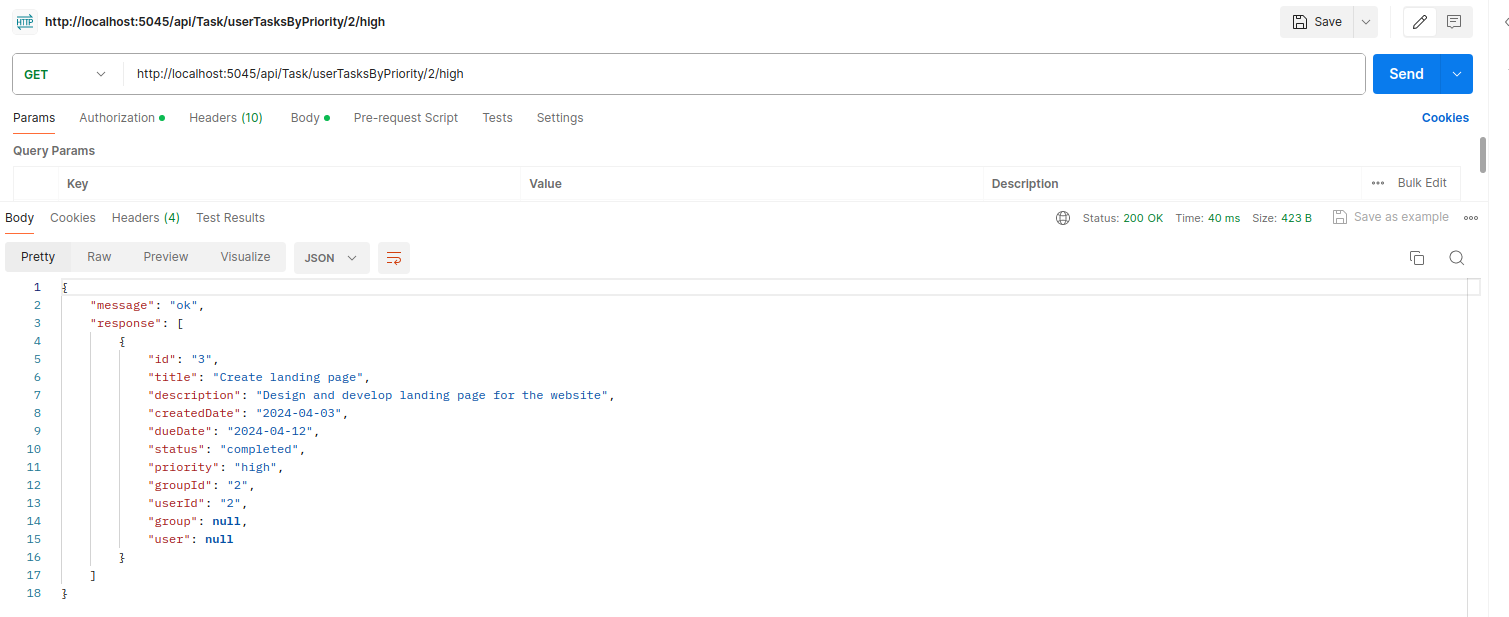 HTTP http://localhost:5045/api/Task/userTasksByPriority/2/high Save
GET http://localhost:5045/api/Task/userTasksByPriority/2/high Send
Params Authorization Headers (10) Body Pre-request Script Tests Settings Cookies
Query Params
Key Value Description Bulk Edit
Body Cookies Headers (4) Test Results Status: 200 OK Time: 40 ms Size: 423 B Save as example
Pretty Raw Preview Visualize JSON
1 {
2 "message": "ok",
3 "response": [
4 {
5 "id": "3",
6 "title": "Create landing page",
7 "description": "Design and develop landing page for the website",
8 "createdDate": "2024-04-03",
9 "dueDate": "2024-04-12",
10 "status": "completed",
11 "priority": "high",
12 "groupId": "2",
13 "userId": "2",
14 "group": null,
15 "user": null
16 }
17 ]
18 }